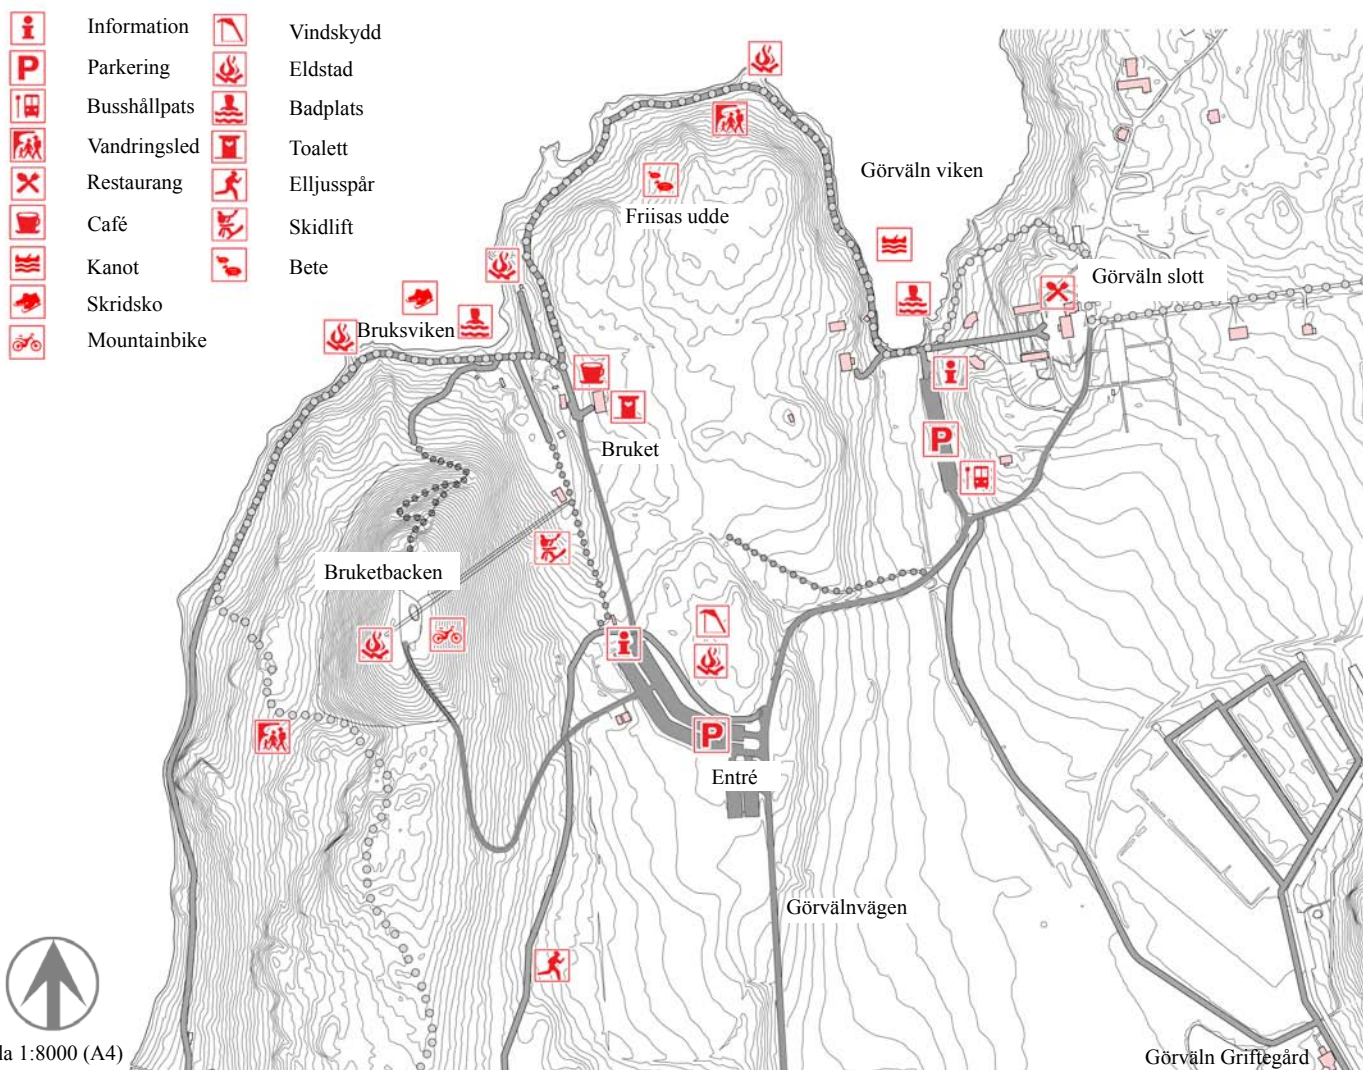 Information
Parkering
Busshållpats
Vandringsled
Restaurang
Café
Kanot
Skridsko
Mountainbike
Vindskydd
Eldstad
Badplats
Toalett
Elljusspår
Skidlift
Bete
Görväln viken
Friisas udde
Görväln slott
Bruksviken
Bruket
Bruketbacken
Entré
Görvälnvägen
la 1:8000 (A4)
Görväln Griftegård
P
P
P